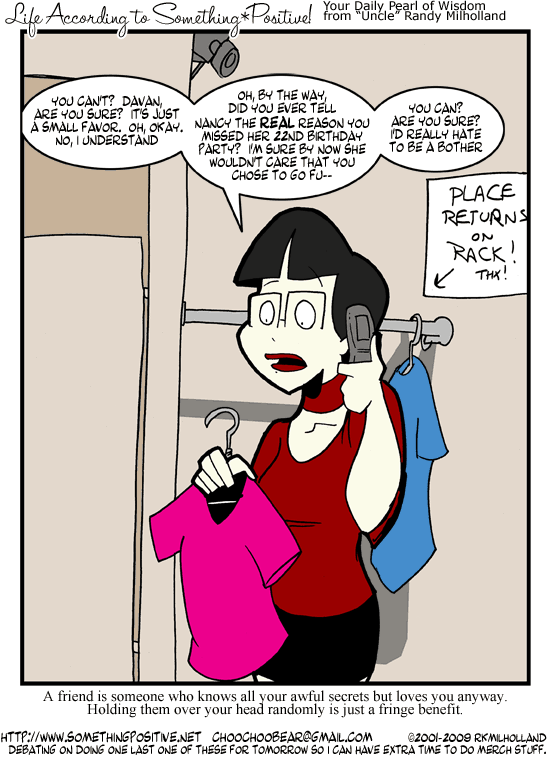 Life According to Something*Positive!
Your Daily Pearl of Wisdom
from "Uncle" Randy Milholland
YOU CAN'T? DAVAN,
ARE YOU SURE? IT'S JUST
A SMALL FAVOR. OH, OKAY.
NO, I UNDERSTAND
OH, BY THE WAY,
DID YOU EVER TELL
NANCY THE REAL REASON YOU
MISSED HER 22ND BIRTHDAY
PARTY? I'M SURE BY NOW SHE
WOULDN'T CARE THAT YOU
CHOSE TO GO FU--
YOU CAN?
ARE YOU SURE?
I'D REALLY HATE
TO BE A BOTHER
PLACE
RETURNS
ON
RACK!
THX!
A friend is someone who knows all your awful secrets but loves you anyway.
Holding them over your head randomly is just a fringe benefit.
HTTP://WWW.SOMETHINGPOSITIVE.NET CHOOCHOOBEAR@GMAIL.COM ©2001-2009 RKMILHOLLAND
DEBATING ON DOING ONE LAST ONE OF THESE FOR TOMORROW SO I CAN HAVE EXTRA TIME TO DO MERCH STUFF.